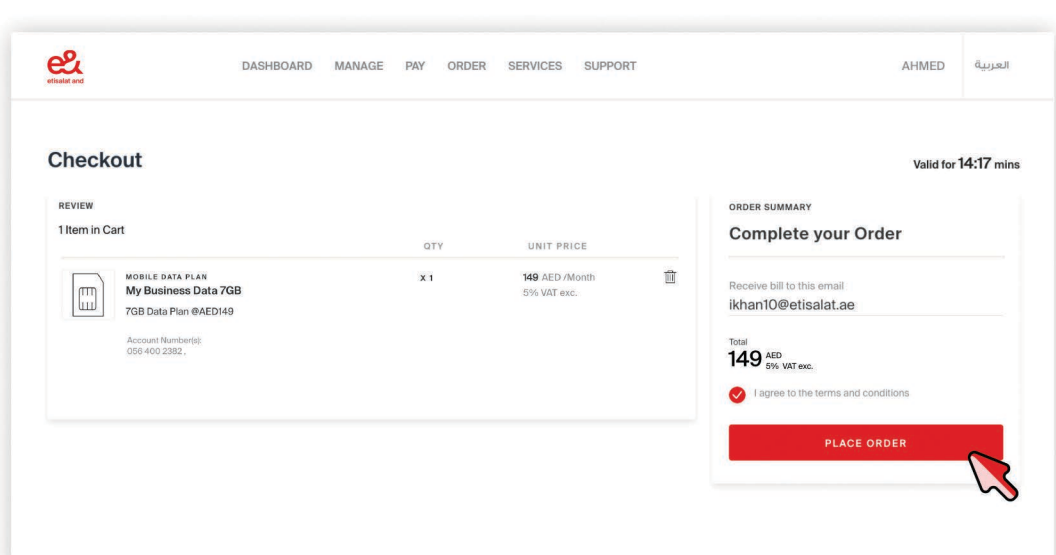 e&
etisalat and
DASHBOARD MANAGE PAY ORDER SERVICES SUPPORT
AHMED
العربية
Checkout
Valid for 14:17 mins
REVIEW
1 Item in Cart
QTY UNIT PRICE
MOBILE DATA PLAN
My Business Data 7GB
7GB Data Plan @AED149
Account Number(s):
056 400 2382 ,
X 1
149 AED /Month
5% VAT exc.
ORDER SUMMARY
Complete your Order
Receive bill to this email
ikhan10@etisalat.ae
Total
149 AED
5% VAT exc.
I agree to the terms and conditions
PLACE ORDER